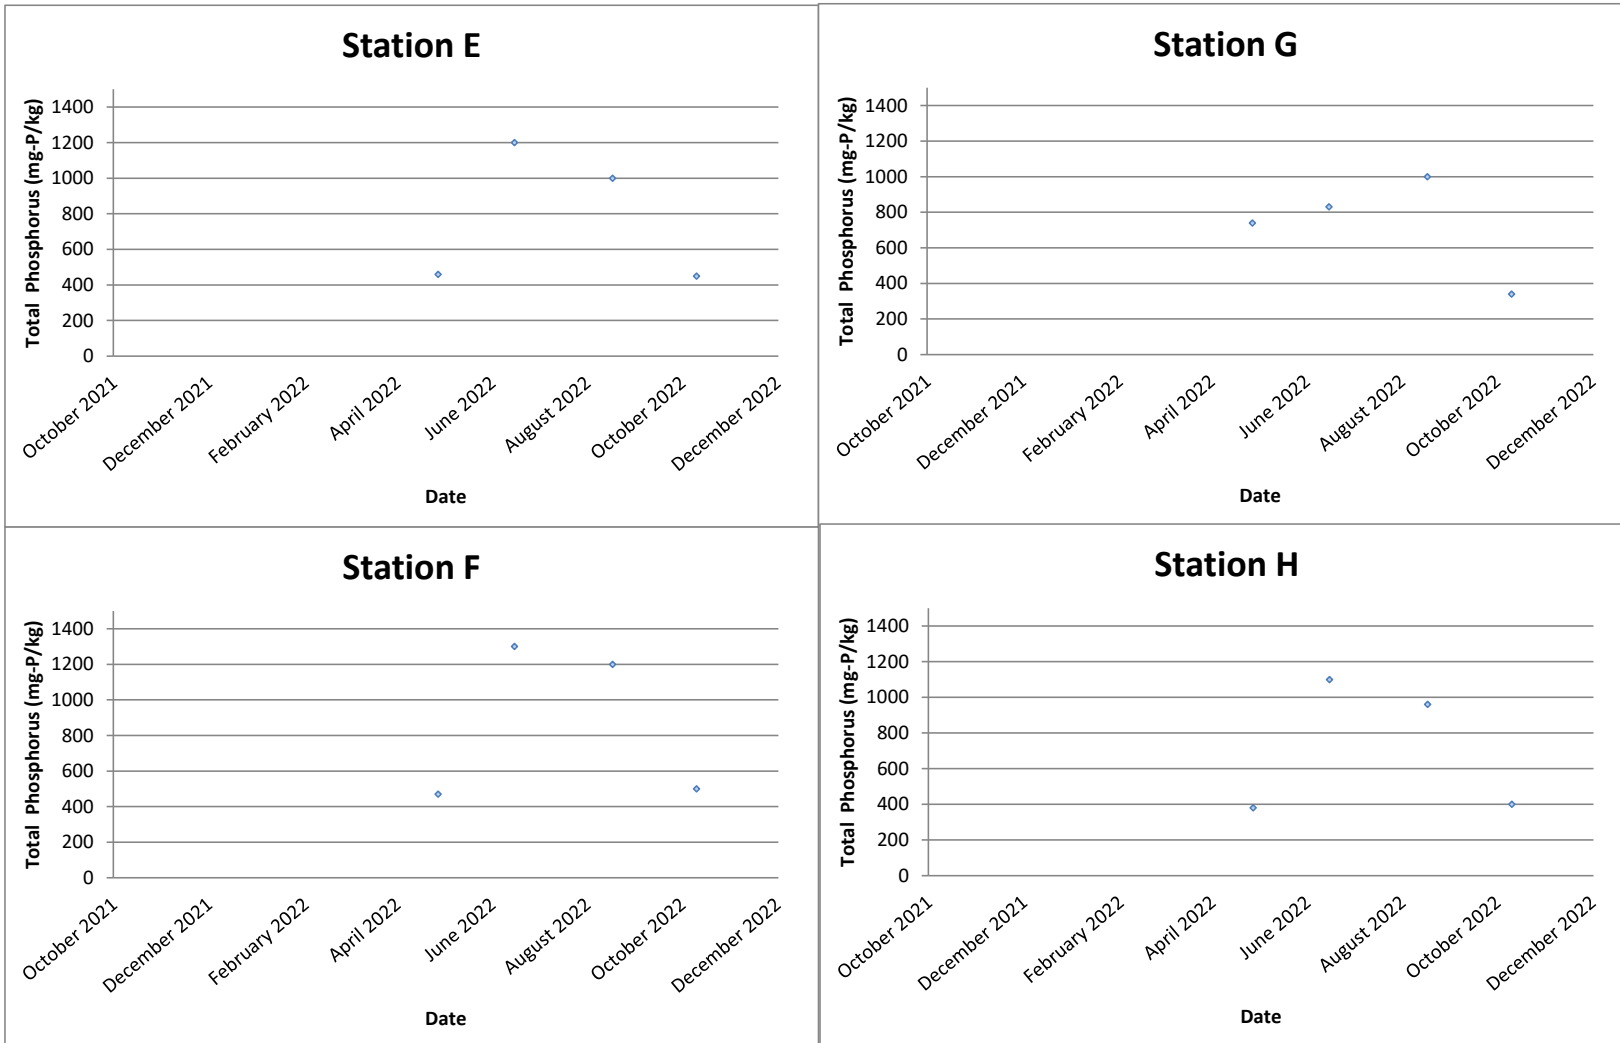 Station E
Total Phosphorus (mg-P/kg)
1400
1200
1000
800
600
400
200
0
October 2021
December 2021
February 2022
April 2022
June 2022
August 2022
October 2022
December 2022
Date
Station G
Total Phosphorus (mg-P/kg)
1400
1200
1000
800
600
400
200
0
October 2021
December 2021
February 2022
April 2022
June 2022
August 2022
October 2022
December 2022
Date
Station F
Total Phosphorus (mg-P/kg)
1400
1200
1000
800
600
400
200
0
October 2021
December 2021
February 2022
April 2022
June 2022
August 2022
October 2022
December 2022
Date
Station H
Total Phosphorus (mg-P/kg)
1400
1200
1000
800
600
400
200
0
October 2021
December 2021
February 2022
April 2022
June 2022
August 2022
October 2022
December 2022
Date